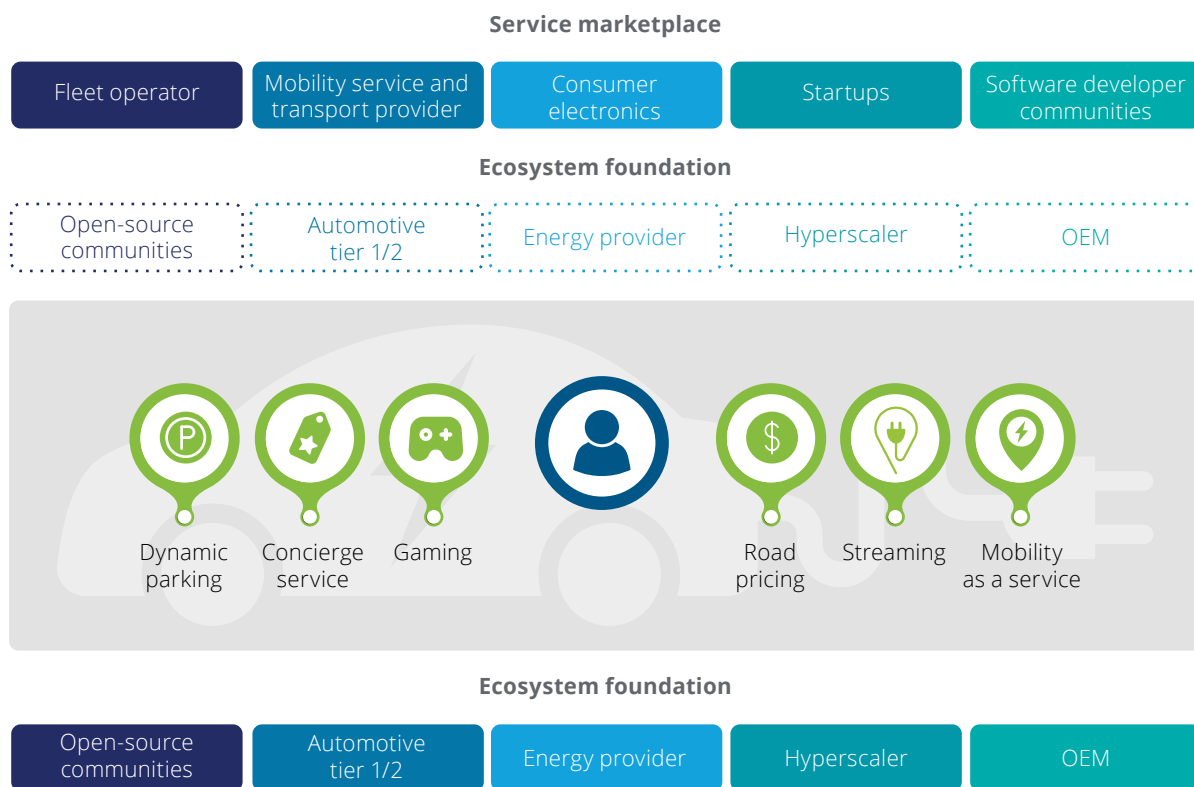 Service marketplace
Fleet operator
Mobility service and
transport provider
Consumer
electronics
Startups
Software developer
communities
Ecosystem foundation
Open-source
communities
Automotive
tier 1/2
Energy provider
Hyperscaler
OEM
P
$
Dynamic
parking
Concierge
service
Gaming
Road
pricing
Streaming
Mobility
as a service
Ecosystem foundation
Open-source
communities
Automotive
tier 1/2
Energy provider
Hyperscaler
OEM